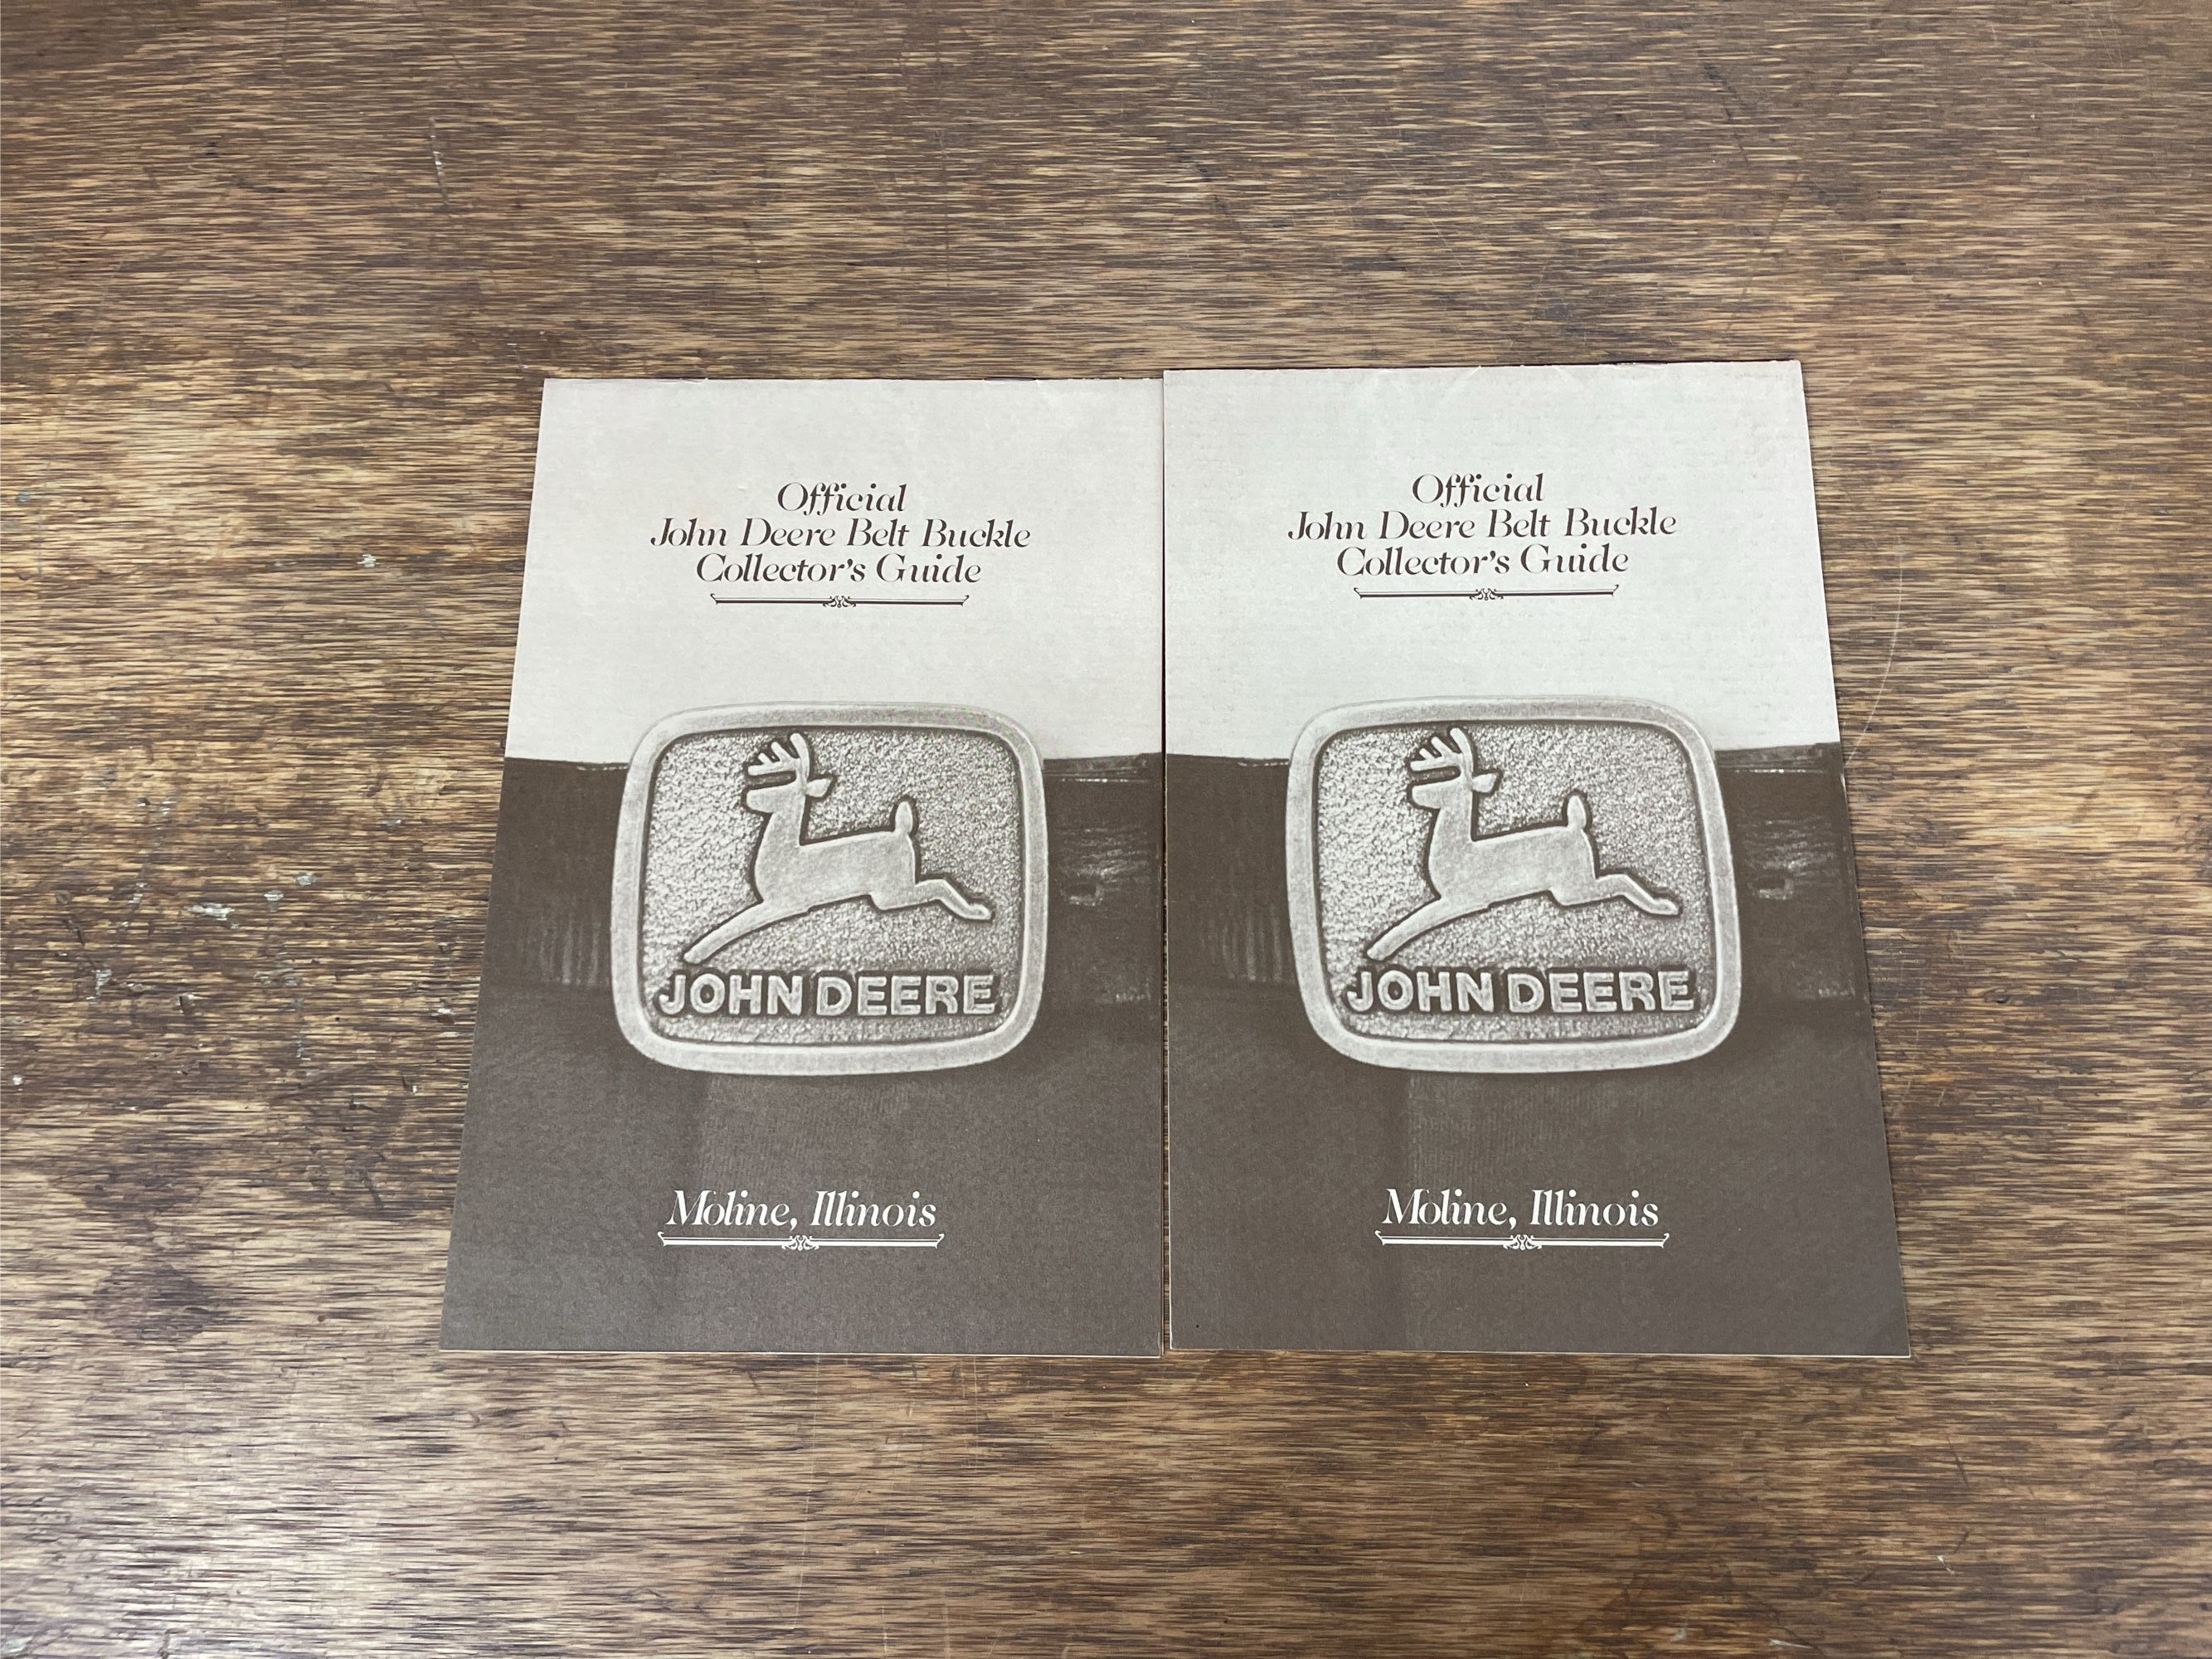 Official
John Deere Belt Buckle
Collector's Guide
JOHN DEERE
Moline, Illinois
Official
John Deere Belt Buckle
Collector's Guide
JOHN DEERE
Moline, Illinois